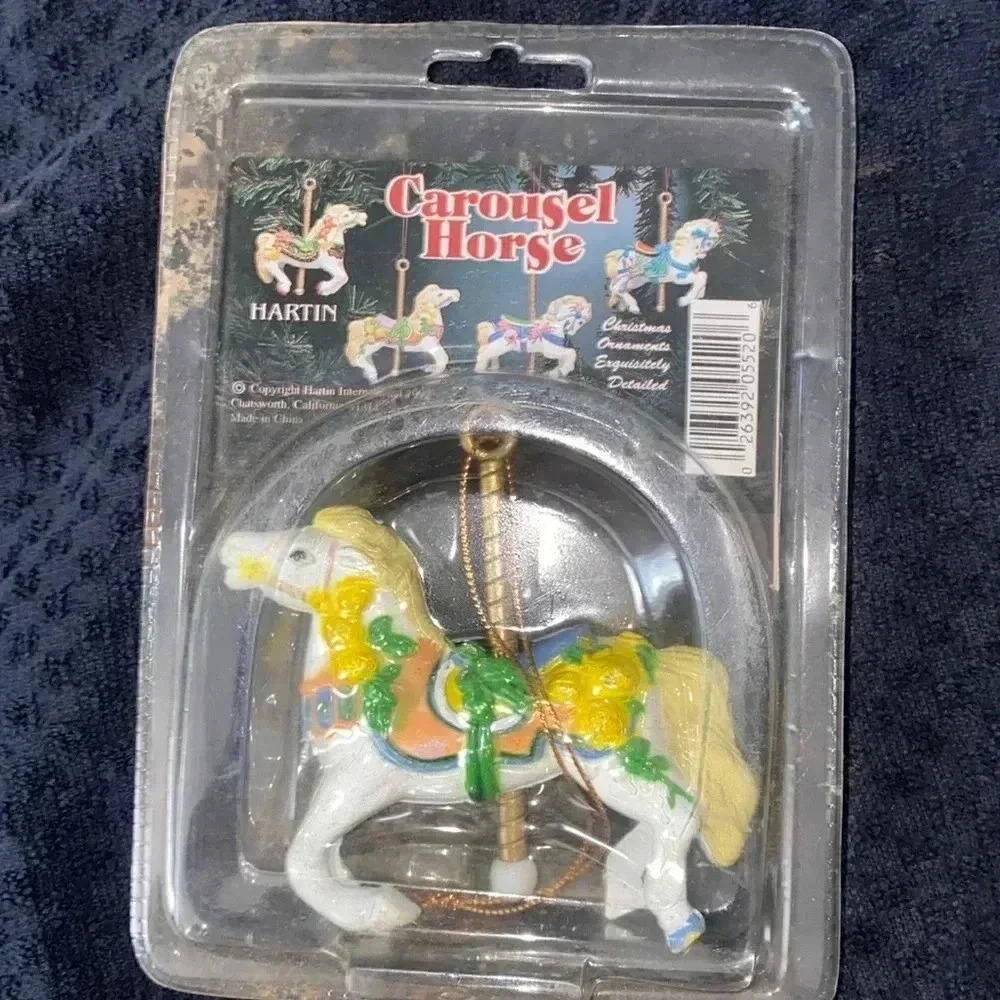 Carousel
Horse
HARTIN
Christmas
Ornaments
Exquisitely
Detailed
© Copyright Hartin
Chatsworth, California
Made in China
0 26392 05520 6